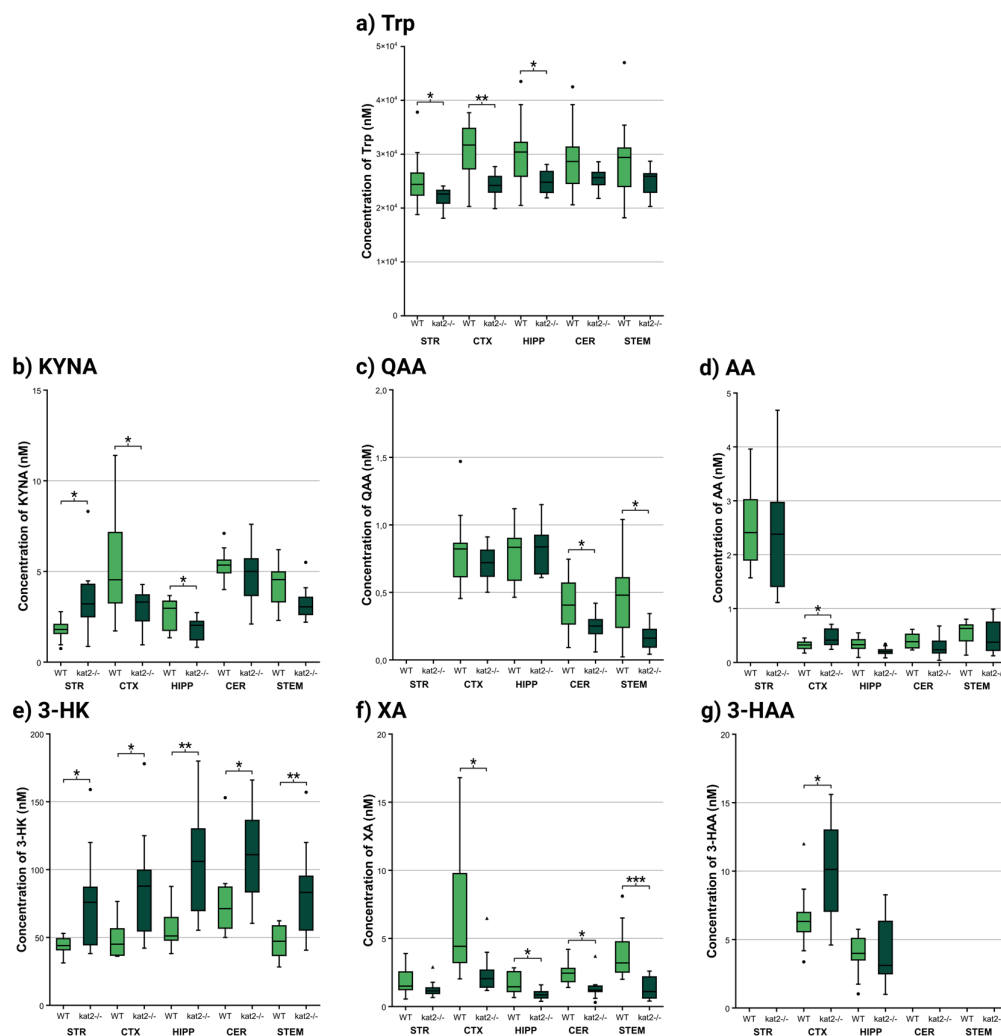 a) Trp
5×10⁴
4×10⁴
3×10⁴
2×10⁴
1×10⁴
0
Concentration of Trp (nM)
* ** *
WT kat2-/- WT kat2-/- WT kat2-/- WT kat2-/- WT kat2-/-
STR CTX HIPP CER STEM
b) KYNA
15
10
5
0
Concentration of KYNA (nM)
* * *
WT kat2-/- WT kat2-/- WT kat2-/- WT kat2-/- WT kat2-/-
STR CTX HIPP CER STEM
c) QAA
2,0
1,5
1,0
0,5
0,0
Concentration of QAA (nM)
* *
WT kat2-/- WT kat2-/- WT kat2-/- WT kat2-/- WT kat2-/-
STR CTX HIPP CER STEM
d) AA
5
4
3
2
1
0
Concentration of AA (nM)
*
WT kat2-/- WT kat2-/- WT kat2-/- WT kat2-/- WT kat2-/-
STR CTX HIPP CER STEM
e) 3-HK
200
150
100
50
0
Concentration of 3-HK (nM)
* * ** * **
WT kat2-/- WT kat2-/- WT kat2-/- WT kat2-/- WT kat2-/-
STR CTX HIPP CER STEM
f) XA
20
15
10
5
0
Concentration of XA (nM)
* * * ***
WT kat2-/- WT kat2-/- WT kat2-/- WT kat2-/- WT kat2-/-
STR CTX HIPP CER STEM
g) 3-HAA
20
15
10
5
0
Concentration of 3-HAA (nM)
*
WT kat2-/- WT kat2-/- WT kat2-/- WT kat2-/- WT kat2-/-
STR CTX HIPP CER STEM